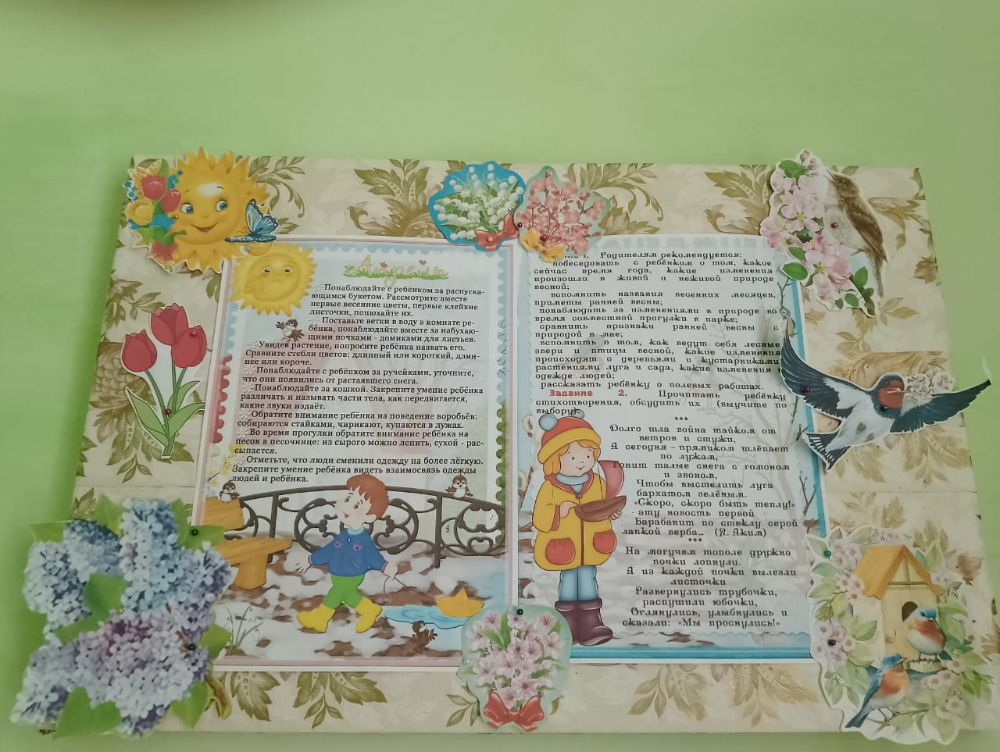 Апрель
Понаблюдайте с ребёнком за распуска-
ющимся букетом. Рассмотрите вместе
первые весенние цветы, первые клейкие
листочки, понюхайте их.
Поставьте ветки в воду в комнате ре-
бёнка, понаблюдайте вместе за набухаю-
щими почками - домиками для листьев.
Увидев растение, попросите ребёнка назвать его.
Сравните стебли цветов: длинный или короткий, длин-
нее или короче.
Понаблюдайте с ребёнком за ручейками, уточните,
что они появились от растаявшего снега.
Понаблюдайте за кошкой. Закрепите умение ребёнка
различать и называть части тела, как передвигается,
какие звуки издаёт.
Обратите внимание ребёнка на поведение воробьёв:
собираются стайками, чирикают, купаются в лужах.
Во время прогулки обратите внимание ребёнка на
песок в песочнице: из сырого можно лепить, сухой - рас-
сыпается.
Отметьте, что люди сменили одежду на более лёгкую.
Закрепите умение ребёнка видеть взаимосвязь одежды
людей и ребёнка.
1. Родителям рекомендуется:
побеседовать с ребёнком о том, какое
сейчас время года, какие изменения
произошли в живой и неживой природе
весной;
вспомнить названия весенних месяцев,
приметы ранней весны;
понаблюдать за изменениями в природе во
время совместной прогулки в парке;
сравнить признаки ранней весны с
природой в мае;
вспомнить о том, как ведут себя лесные
звери и птицы весной, какие изменения
происходят с деревьями и кустарниками,
растениями луга и сада, какие изменения в
одежде людей;
рассказать ребёнку о полевых работах.
Задание 2. Прочитать ребёнку
стихотворения, обсудить их (выучите по
выбору).
***
Долго шла война тайком от
ветров и стужи,
А сегодня - прямиком шлёпает
по лужам,
Гонит талые снега с гомоном
и звоном,
Чтобы выстелить луга
бархатом зелёным.
«Скоро, скоро быть теплу!»
- эту новость первой
Барабанит по стеклу серой
лапкой верба... (Я. Аким)
***
На могучем тополе дружно
почки лопнули.
А из каждой почки вылезли
листочки
Развернулись трубочки,
распушили юбочки,
Оглянулись, улыбнулись и
сказали: «Мы проснулись!»